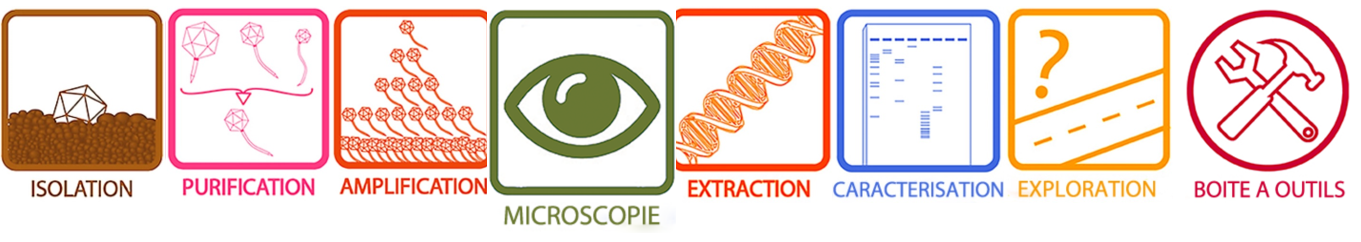 ISOLATION
PURIFICATION
AMPLIFICATION
MICROSCOPIE
EXTRACTION
CARACTERISATION
EXPLORATION
BOITE A OUTILS
?